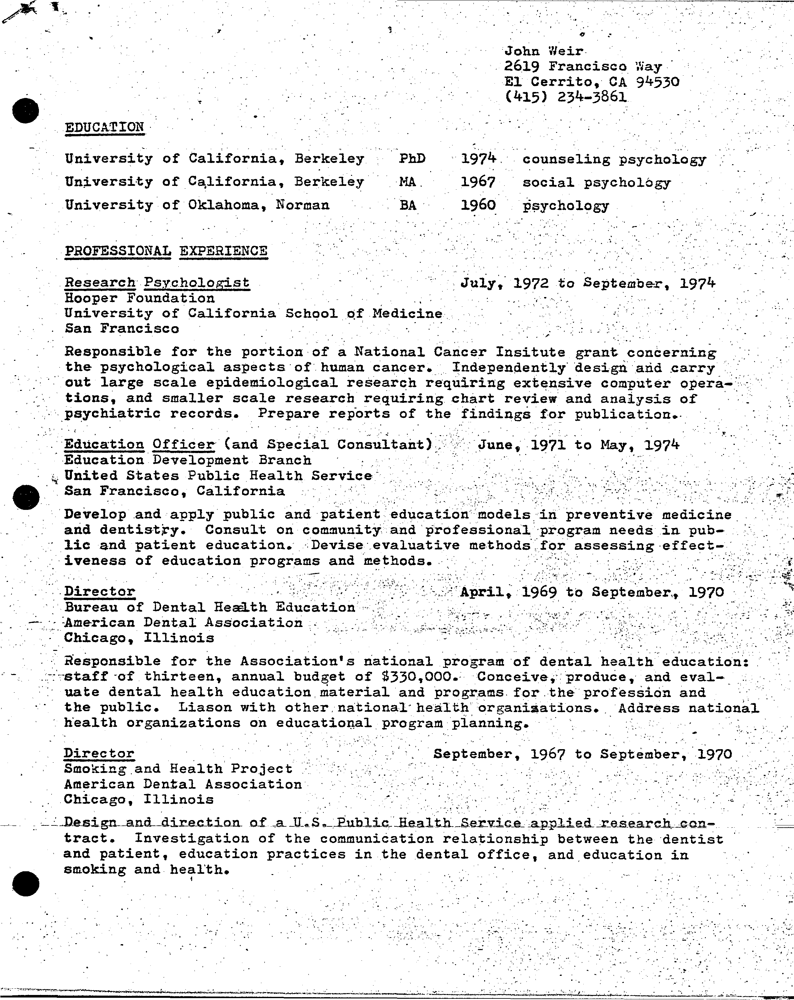 John Weir
2619 Francisco Way
El Cerrito, CA 94530
(415) 234-3861
EDUCATION
University of California, Berkeley PhD 1974 counseling psychology
University of California, Berkeley MA 1967 social psychology
University of Oklahoma, Norman BA 1960 psychology
PROFESSIONAL EXPERIENCE
Research Psychologist July, 1972 to September, 1974
Hooper Foundation
University of California School of Medicine
San Francisco
Responsible for the portion of a National Cancer Insitute grant concerning
the psychological aspects of human cancer. Independently design and carry
out large scale epidemiological research requiring extensive computer opera-
tions, and smaller scale research requiring chart review and analysis of
psychiatric records. Prepare reports of the findings for publication.
Education Officer (and Special Consultant) June, 1971 to May, 1974
Education Development Branch
United States Public Health Service
San Francisco, California
Develop and apply public and patient education models in preventive medicine
and dentistry. Consult on community and professional program needs in pub-
lic and patient education. Devise evaluative methods for assessing effect-
iveness of education programs and methods.
Director April, 1969 to September, 1970
Bureau of Dental Health Education
American Dental Association
Chicago, Illinois
Responsible for the Association's national program of dental health education:
staff of thirteen, annual budget of $330,000. Conceive, produce, and eval-
uate dental health education material and programs for the profession and
the public. Liason with other national health organizations. Address national
health organizations on educational program planning.
Director September, 1967 to September, 1970
Smoking and Health Project
American Dental Association
Chicago, Illinois
Design and direction of a U.S. Public Health Service applied research con-
tract. Investigation of the communication relationship between the dentist
and patient, education practices in the dental office, and education in
smoking and health.